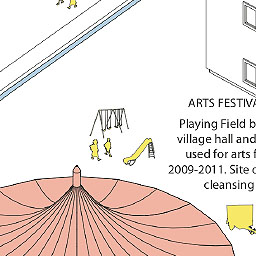 ARTS FESTIVA
Playing Field b
village hall and
used for arts f
2009-2011. Site o
cleansing